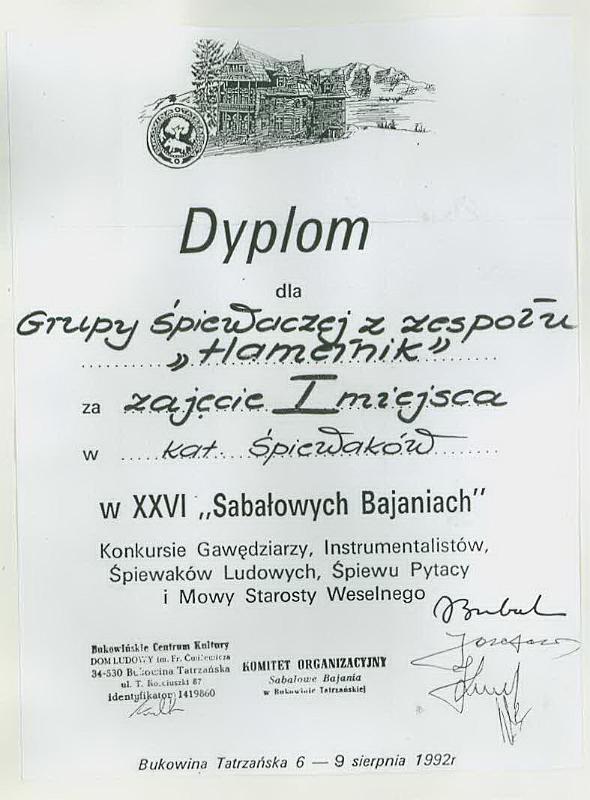 Dyplom
dla
Grupy Śpiewaczej z zespołu
„Hamernik”
za zajęcie I miejsca
w kat. Śpiewaków
w XXVI „Sabałowych Bajaniach”
Konkursie Gawędziarzy, Instrumentalistów,
Śpiewaków Ludowych, Śpiewu Pytacy
i Mowy Starosty Weselnego
Bukowińskie Centrum Kultury
DOM LUDOWY im. Fr. Ćwiżewicza
34-530 Bukowina Tatrzańska
ul. T. Kościuszki 87
identyfikator 1419860
KOMITET ORGANIZACYJNY
Sabałowe Bajania
w Bukowinie Tatrzańskiej
Bukowina Tatrzańska 6 — 9 sierpnia 1992r